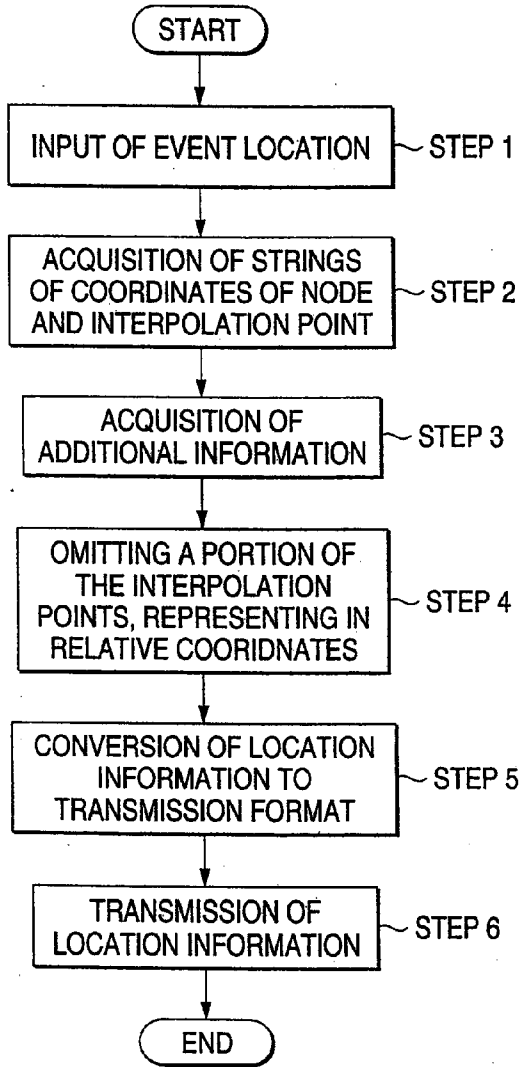 START
INPUT OF EVENT LOCATION
STEP 1
ACQUISITION OF STRINGS
OF COORDINATES OF NODE
AND INTERPOLATION POINT
STEP 2
ACQUISITION OF
ADDITIONAL INFORMATION
STEP 3
OMITTING A PORTION OF
THE INTERPOLATION
POINTS, REPRESENTING IN
RELATIVE COORIDNATES
STEP 4
CONVERSION OF LOCATION
INFORMATION TO
TRANSMISSION FORMAT
STEP 5
TRANSMISSION OF
LOCATION INFORMATION
STEP 6
END